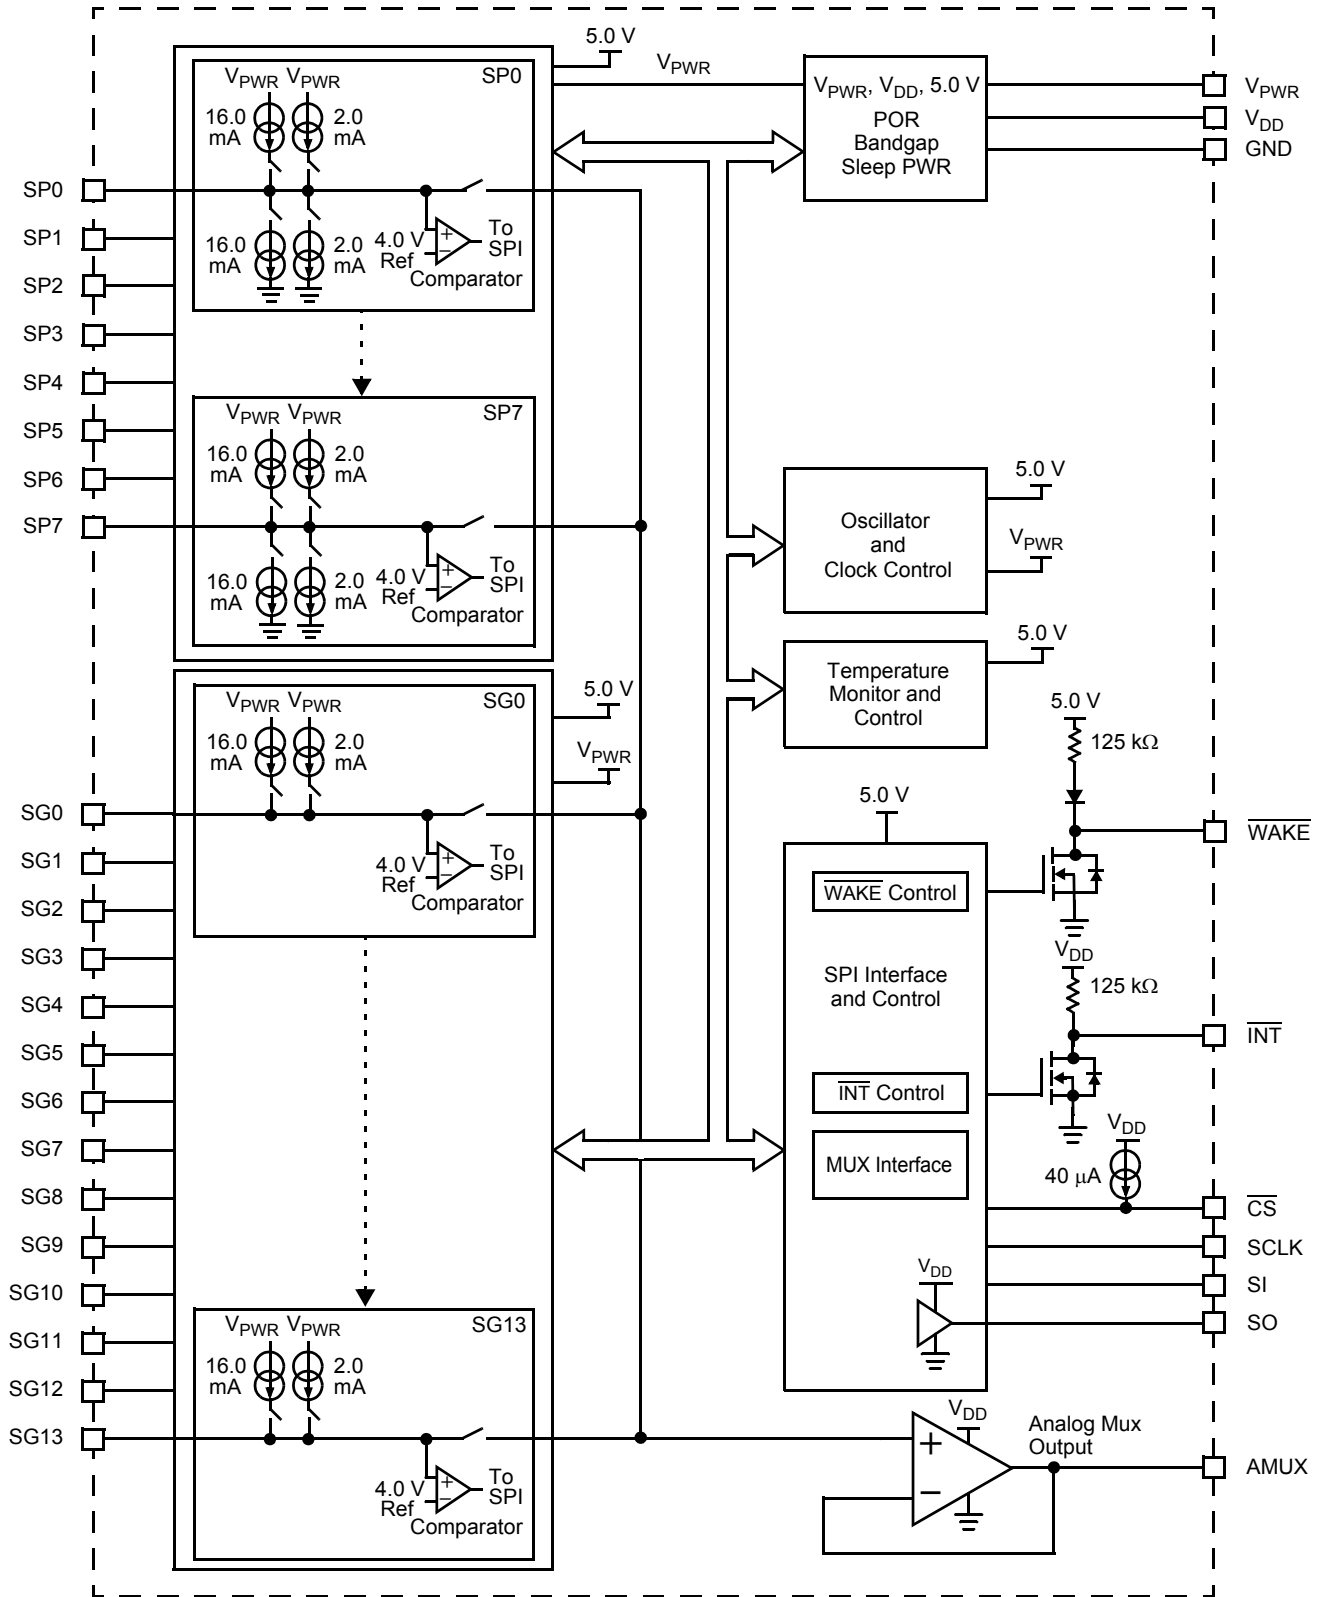 5.0 V
VPWR
VPWR VPWR
SP0
16.0 mA
2.0 mA
16.0 mA
2.0 mA
4.0 V Ref
+
−
To SPI
Comparator
VPWR VPWR
SP7
16.0 mA
2.0 mA
16.0 mA
2.0 mA
4.0 V Ref
+
−
To SPI
Comparator
SP0
SP1
SP2
SP3
SP4
SP5
SP6
SP7
VPWR, VDD, 5.0 V
POR
Bandgap
Sleep PWR
VPWR
VDD
GND
5.0 V
VPWR
Oscillator
and
Clock Control
5.0 V
Temperature
Monitor and
Control
VPWR VPWR
SG0
16.0 mA
2.0 mA
4.0 V Ref
+
−
To SPI
Comparator
5.0 V
VPWR
SG0
SG1
SG2
SG3
SG4
SG5
SG6
SG7
SG8
SG9
SG10
SG11
SG12
SG13
VPWR VPWR
SG13
16.0 mA
2.0 mA
4.0 V Ref
+
−
To SPI
Comparator
5.0 V
WAKE Control
SPI Interface
and Control
INT Control
MUX Interface
VDD
5.0 V
125 kΩ
WAKE
VDD
125 kΩ
INT
VDD
40 μA
CS
SCLK
SI
SO
VDD
+
−
Analog Mux
Output
AMUX